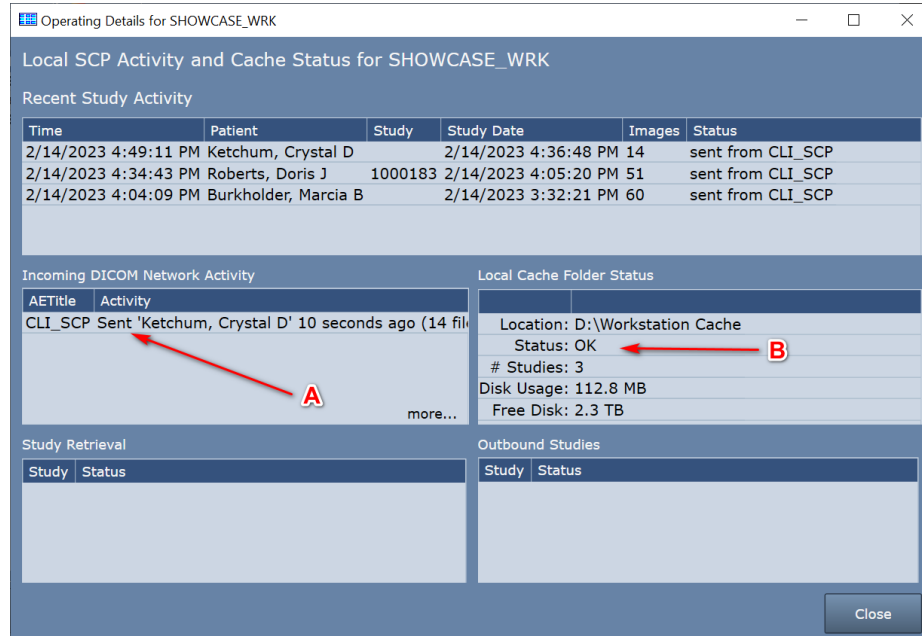 Operating Details for SHOWCASE_WRK
Local SCP Activity and Cache Status for SHOWCASE_WRK
Recent Study Activity
Time Patient Study Study Date Images Status
2/14/2023 4:49:11 PM Ketchum, Crystal D 2/14/2023 4:36:48 PM 14 sent from CLI_SCP
2/14/2023 4:34:43 PM Roberts, Doris J 1000183 2/14/2023 4:05:20 PM 51 sent from CLI_SCP
2/14/2023 4:04:09 PM Burkholder, Marcia B 2/14/2023 3:32:21 PM 60 sent from CLI_SCP
Incoming DICOM Network Activity
AETitle Activity
CLI_SCP Sent 'Ketchum, Crystal D' 10 seconds ago (14 fil
A
more...
Local Cache Folder Status
Location: D:\Workstation Cache
Status: OK
B
# Studies: 3
Disk Usage: 112.8 MB
Free Disk: 2.3 TB
Study Retrieval
Study Status
Outbound Studies
Study Status
Close